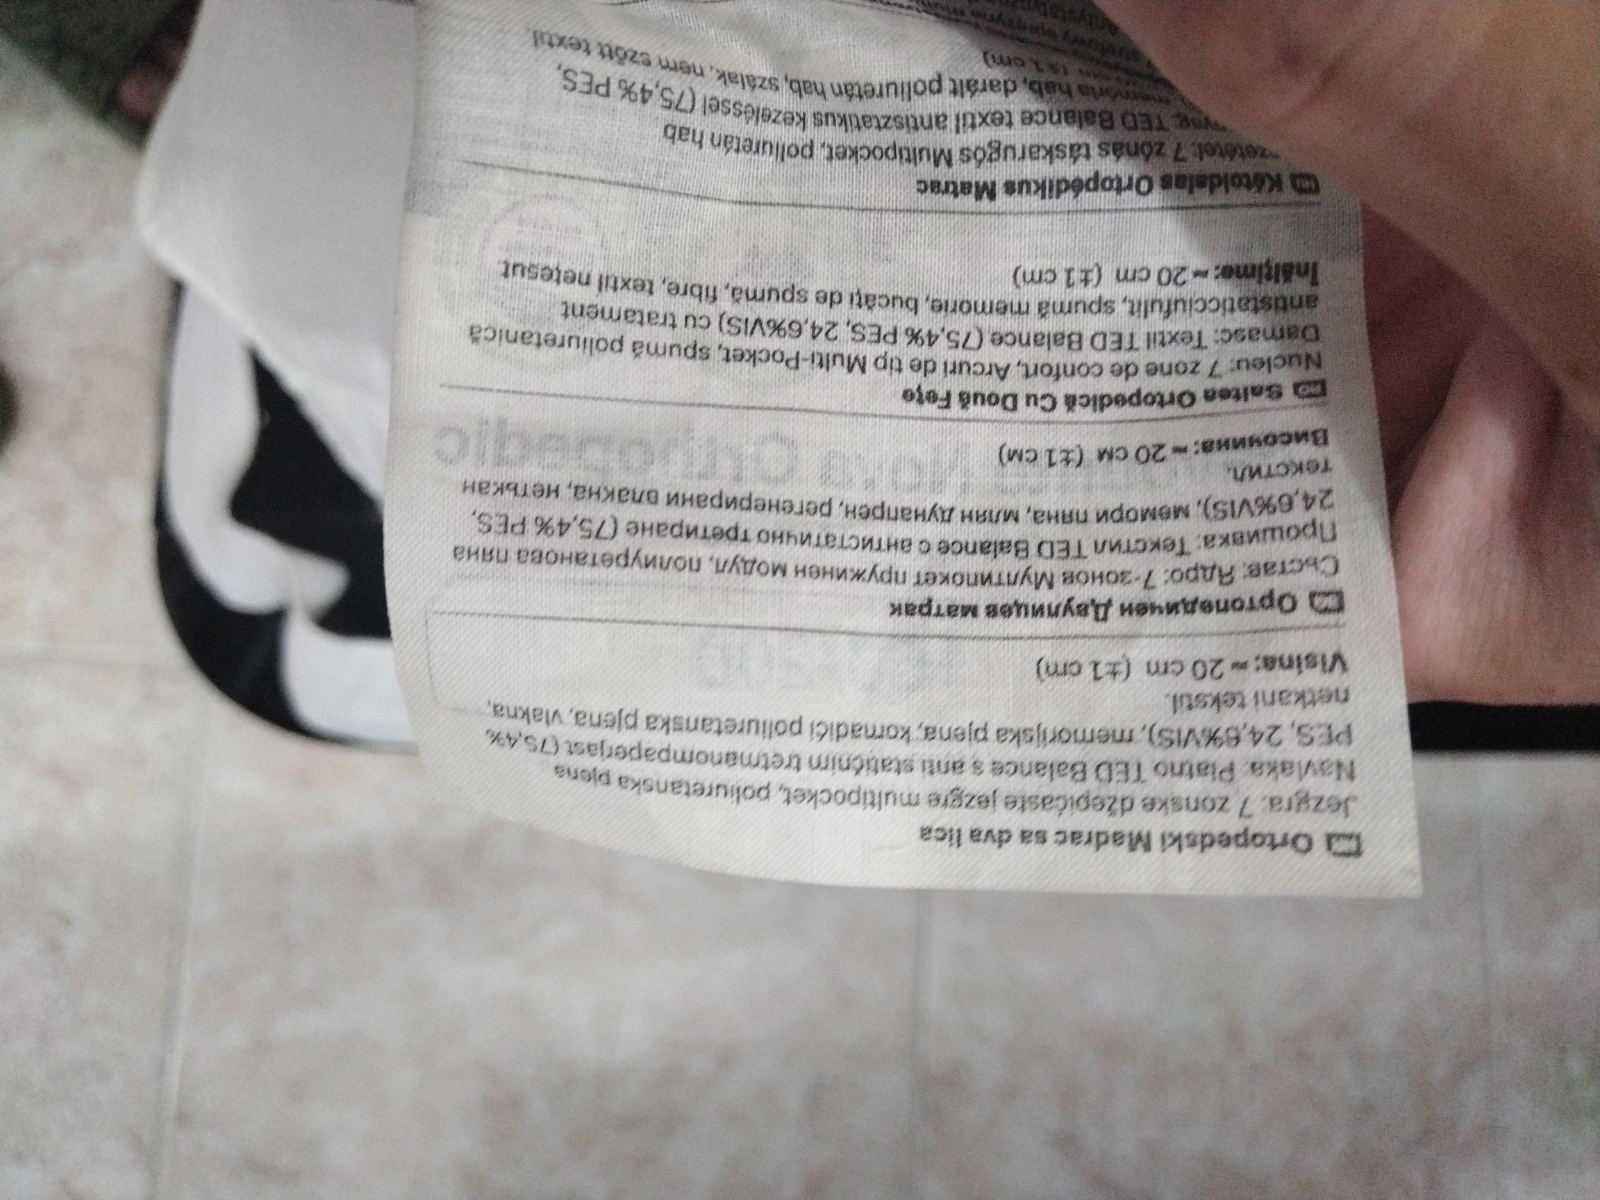 Ortopedski Madrac sa dva lica
Jezgra: 7 zonske džepićaste jezgre multipocket, poliuretanska pjena
Navlaka: Platno TED Balance s anti statičnim tretmanompaperjast (75,4%
PES, 24,6%VIS), memorijska pjena, komadići poliuretanska pjena, vlakna,
netkani tekstil.
Visina: ≈ 20 cm (±1 cm)
Ортопедичен Двулицев матрак
Състав: Ядро: 7-зонов Мултипокет пружинен модул, полиуретанова пяна
Прошивка: Текстил TED Balance с антистатично третиране (75,4% PES,
24,6%VIS), мемори пяна, млян дунапрен, регенерирани влакна, нетъкан
текстил.
Височина: ≈ 20 см (±1 см)
RO Saltea Ortopedică Cu Două Fețe
Nucleu: 7 zone de confort, Arcuri de tip Multi-Pocket, spumă poliuretanică
Damasc: Textil TED Balance (75,4% PES, 24,6%VIS) cu tratament
antistaticciufulit, spumă memorie, bucăți de spumă, fibre, textil nețesut
Înălțime: ≈ 20 cm (±1 cm)
HU Kétoldalas Ortopédikus Matrac
7 zónás táskarugós Multipocket, poliuretán hab
TED Balance textil antisztatikus kezeléssel (75,4% PES,
memória hab, darált poliuretán hab, szálak, nem szőtt textil